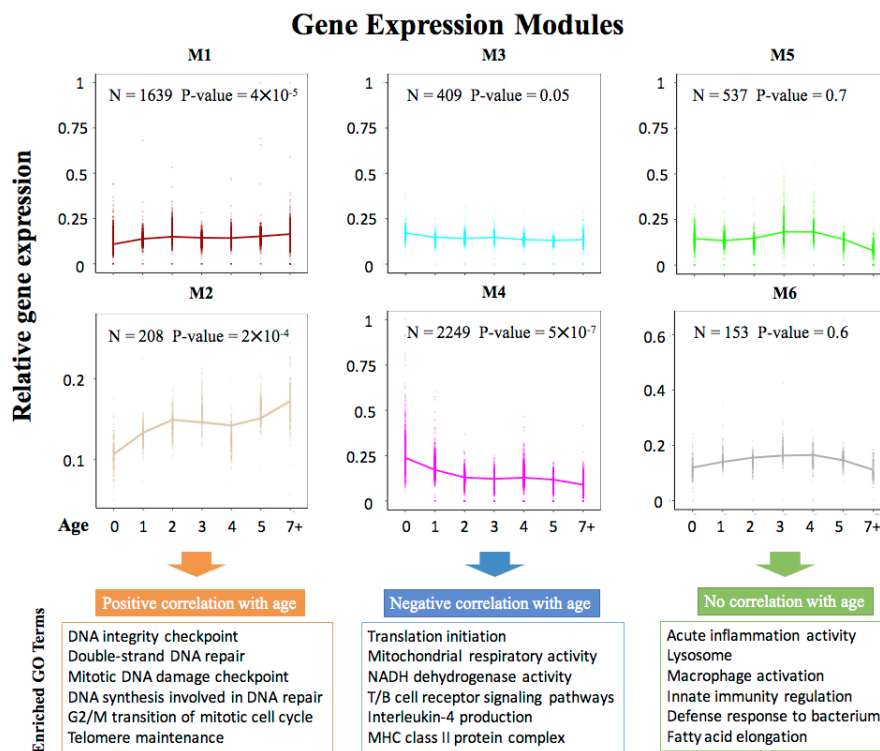 Gene Expression Modules
M1
N = 1639 P-value = 4×10-5
1
0.75
0.5
0.25
0
M3
N = 409 P-value = 0.05
1
0.75
0.5
0.25
0
M5
N = 537 P-value = 0.7
1
0.75
0.5
0.25
0
Relative gene expression
M2
N = 208 P-value = 2×10-4
0.2
0.1
M4
N = 2249 P-value = 5×10-7
1
0.75
0.5
0.25
0
M6
N = 153 P-value = 0.6
0.6
0.4
0.2
0
Age 0 1 2 3 4 5 7+
0 1 2 3 4 5 7+
0 1 2 3 4 5 7+
Positive correlation with age
Negative correlation with age
No correlation with age
Enriched GO Terms
DNA integrity checkpoint
Double-strand DNA repair
Mitotic DNA damage checkpoint
DNA synthesis involved in DNA repair
G2/M transition of mitotic cell cycle
Telomere maintenance
Translation initiation
Mitochondrial respiratory activity
NADH dehydrogenase activity
T/B cell receptor signaling pathways
Interleukin-4 production
MHC class II protein complex
Acute inflammation activity
Lysosome
Macrophage activation
Innate immunity regulation
Defense response to bacterium
Fatty acid elongation